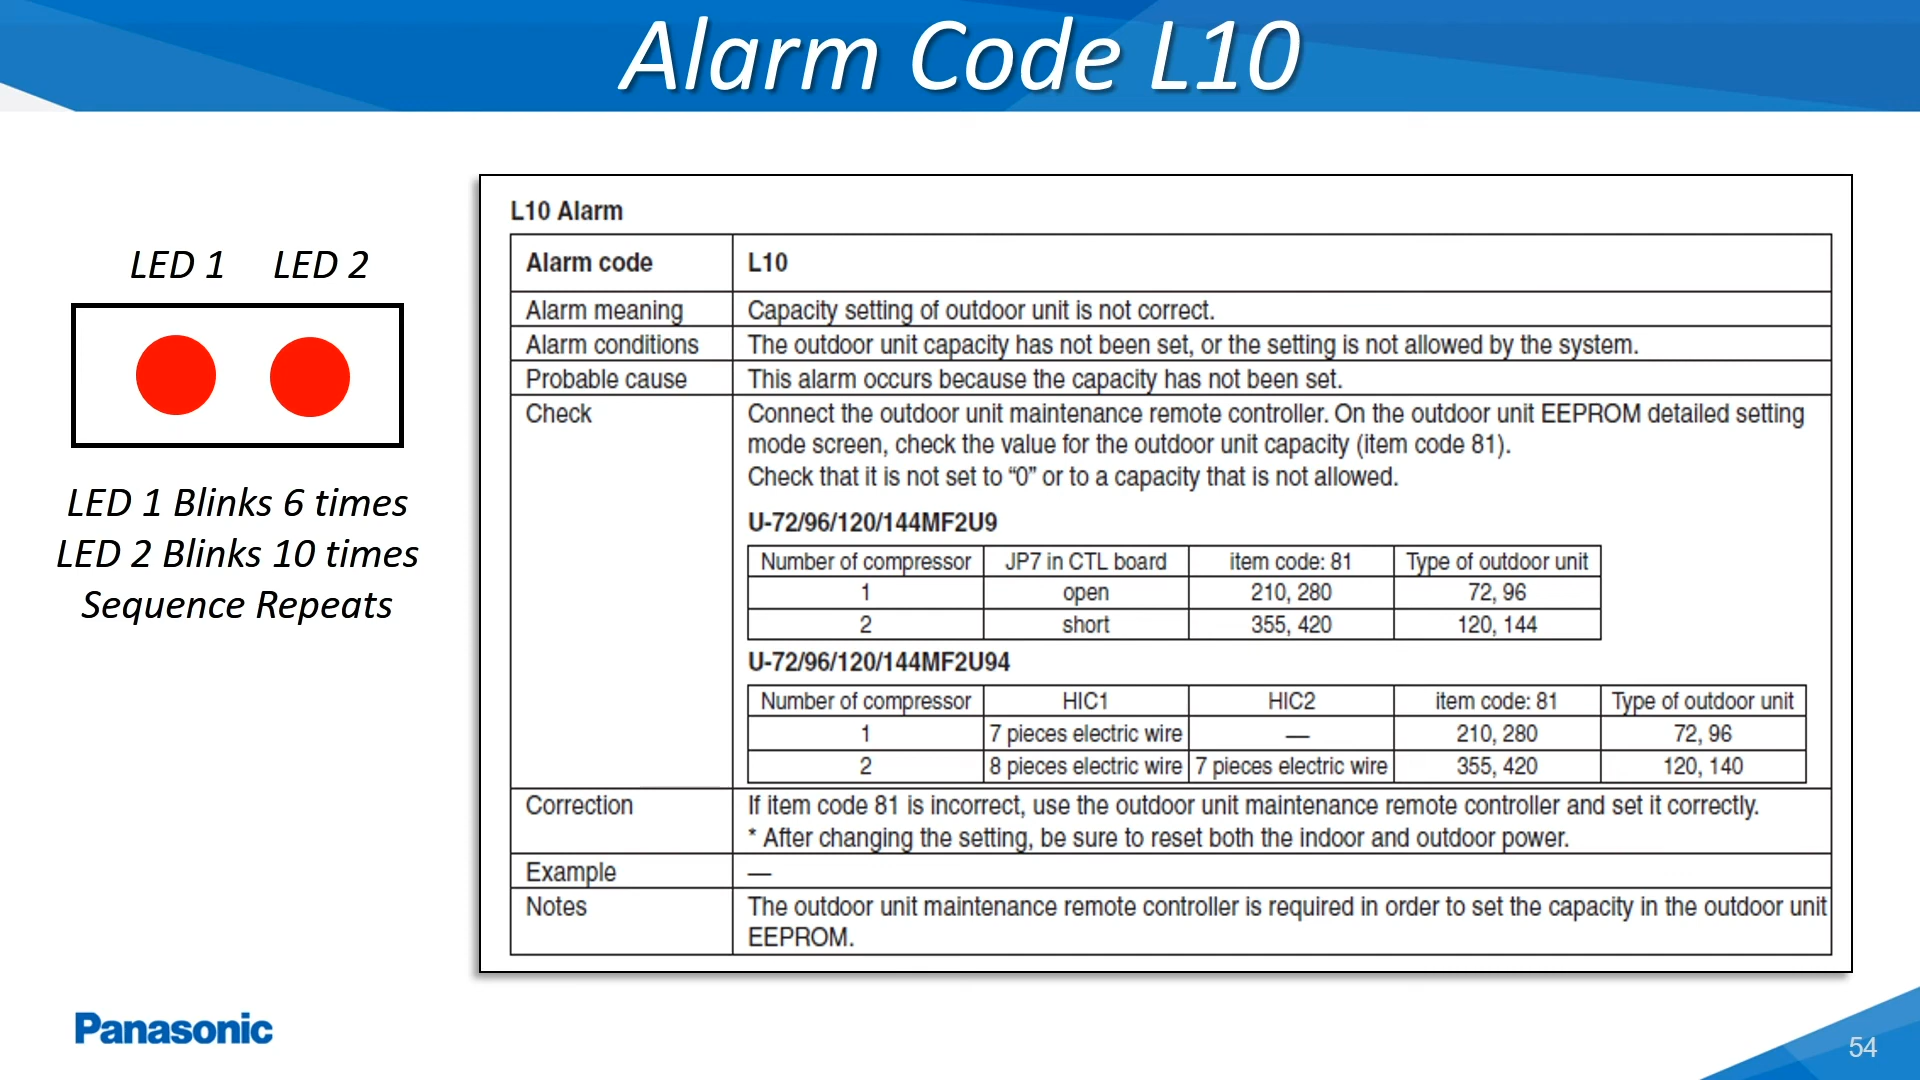 Alarm Code L10
LED 1 LED 2
LED 1 Blinks 6 times
LED 2 Blinks 10 times
Sequence Repeats
L10 Alarm
Alarm code L10
Alarm meaning Capacity setting of outdoor unit is not correct.
Alarm conditions The outdoor unit capacity has not been set, or the setting is not allowed by the system.
Probable cause This alarm occurs because the capacity has not been set.
Check Connect the outdoor unit maintenance remote controller. On the outdoor unit EEPROM detailed setting
mode screen, check the value for the outdoor unit capacity (item code 81).
Check that it is not set to “0” or to a capacity that is not allowed.
U-72/96/120/144MF2U9
Number of compressor JP7 in CTL board item code: 81 Type of outdoor unit
1 open 210, 280 72, 96
2 short 355, 420 120, 144
U-72/96/120/144MF2U94
Number of compressor HIC1 HIC2 item code: 81 Type of outdoor unit
1 7 pieces electric wire — 210, 280 72, 96
2 8 pieces electric wire 7 pieces electric wire 355, 420 120, 140
Correction If item code 81 is incorrect, use the outdoor unit maintenance remote controller and set it correctly.
* After changing the setting, be sure to reset both the indoor and outdoor power.
Example —
Notes The outdoor unit maintenance remote controller is required in order to set the capacity in the outdoor unit
EEPROM.
Panasonic
54